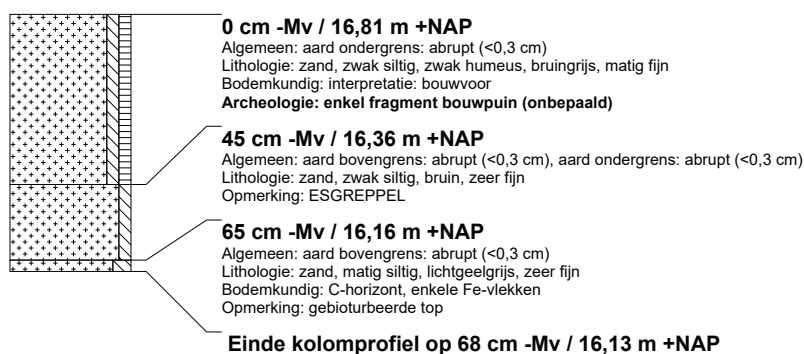 0 cm -Mv / 16,81 m +NAP
Algemeen: aard ondergrens: abrupt (<0,3 cm)
Lithologie: zand, zwak siltig, zwak humeus, bruingrijs, matig fijn
Bodemkundig: interpretatie: bouwvoor
Archeologie: enkel fragment bouwpuin (onbepaald)
45 cm -Mv / 16,36 m +NAP
Algemeen: aard bovengrens: abrupt (<0,3 cm), aard ondergrens: abrupt (<0,3 cm)
Lithologie: zand, zwak siltig, bruin, zeer fijn
Opmerking: ESGREPPEL
65 cm -Mv / 16,16 m +NAP
Algemeen: aard bovengrens: abrupt (<0,3 cm)
Lithologie: zand, matig siltig, lichtgeelgrijs, zeer fijn
Bodemkundig: C-horizont, enkele Fe-vlekken
Opmerking: gebioturbeerde top
Einde kolomprofiel op 68 cm -Mv / 16,13 m +NAP